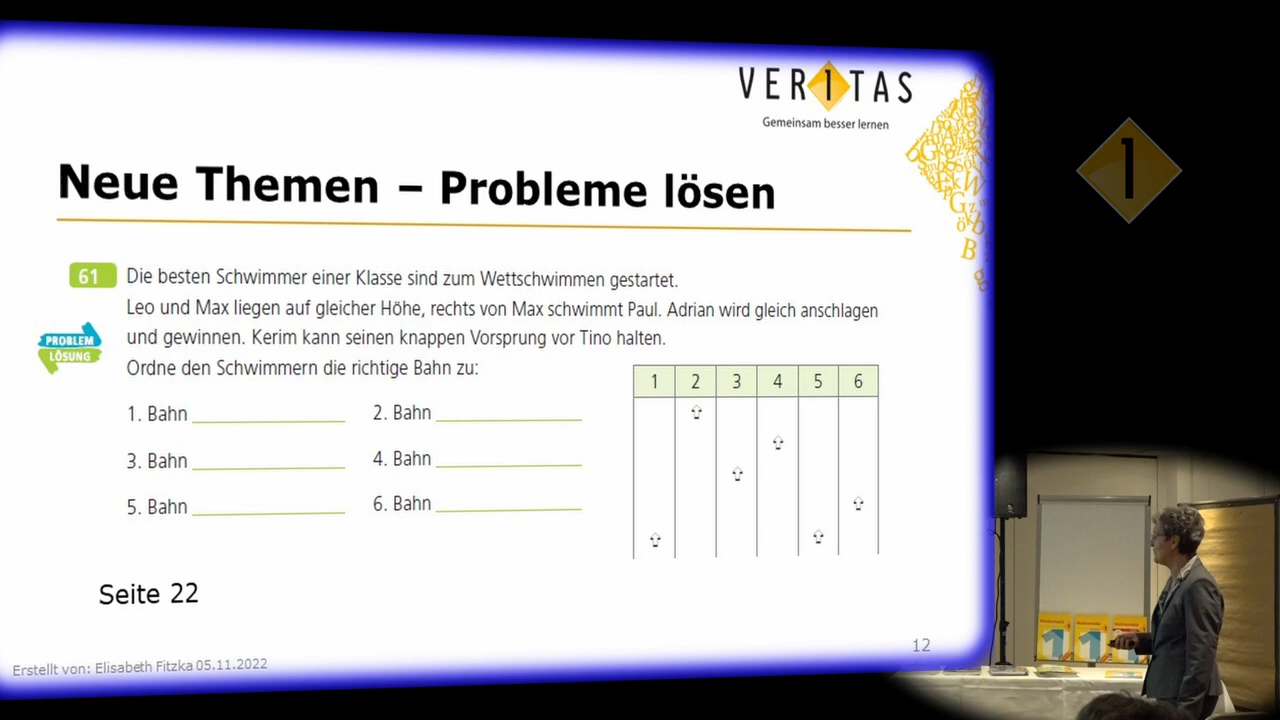 VER1TAS
Gemeinsam besser lernen
1
Neue Themen – Probleme lösen
61 Die besten Schwimmer einer Klasse sind zum Wettschwimmen gestartet.
Leo und Max liegen auf gleicher Höhe, rechts von Max schwimmt Paul. Adrian wird gleich anschlagen
PROBLEM und gewinnen. Kerim kann seinen knappen Vorsprung vor Tino halten.
LÖSUNG
Ordne den Schwimmern die richtige Bahn zu:
1 2 3 4 5 6
1. Bahn 2. Bahn
3. Bahn 4. Bahn
5. Bahn 6. Bahn
Seite 22
12
Erstellt von: Elisabeth Fitzka 05.11.2022